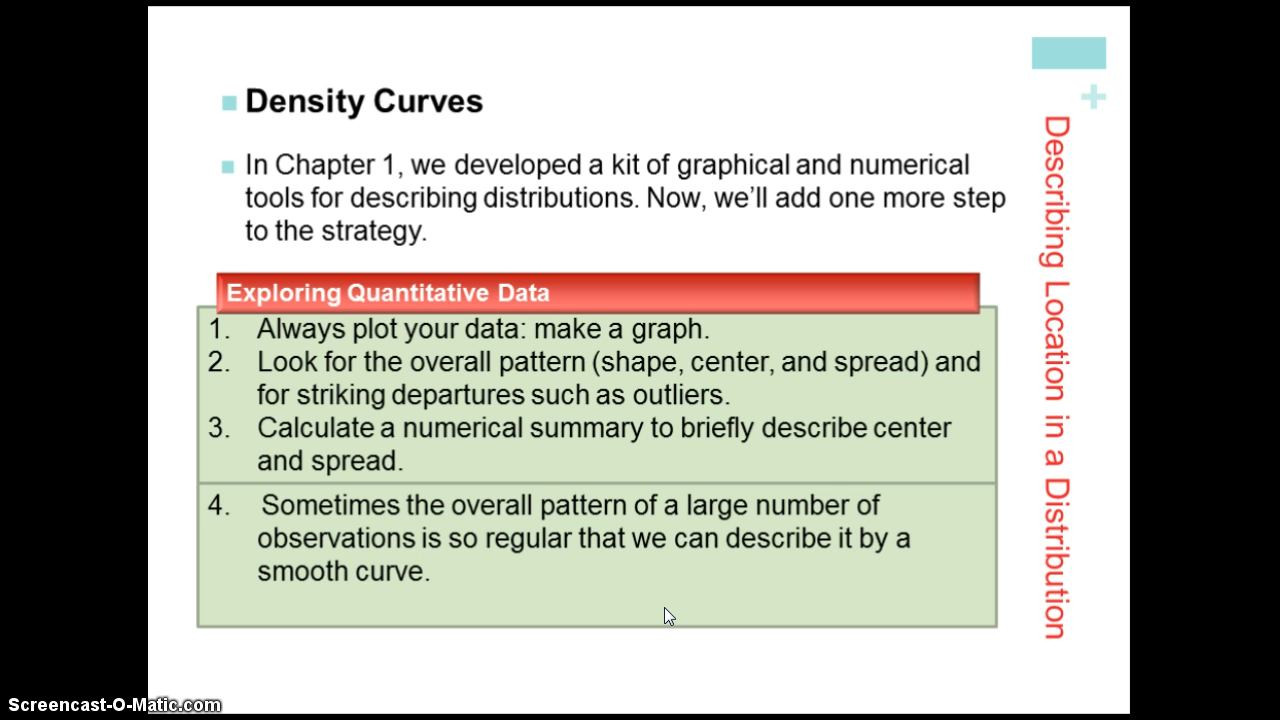 Density Curves
In Chapter 1, we developed a kit of graphical and numerical
tools for describing distributions. Now, we’ll add one more step
to the strategy.
Exploring Quantitative Data
1. Always plot your data: make a graph.
2. Look for the overall pattern (shape, center, and spread) and
for striking departures such as outliers.
3. Calculate a numerical summary to briefly describe center
and spread.
4. Sometimes the overall pattern of a large number of
observations is so regular that we can describe it by a
smooth curve.
+
Describing Location in a Distribution
Screencast-O-Matic.com